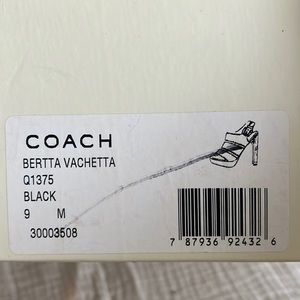 COACH
BERTTA VACHETTA
Q1375
BLACK
9 M
30003508
7 87936 92432 6